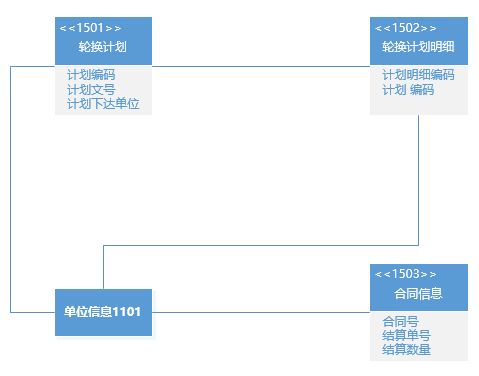 <<1501>>
轮换计划
计划编码
计划文号
计划下达单位
<<1502>>
轮换计划明细
计划明细编码
计划 编码
单位信息1101
<<1503>>
合同信息
合同号
结算单号
结算数量